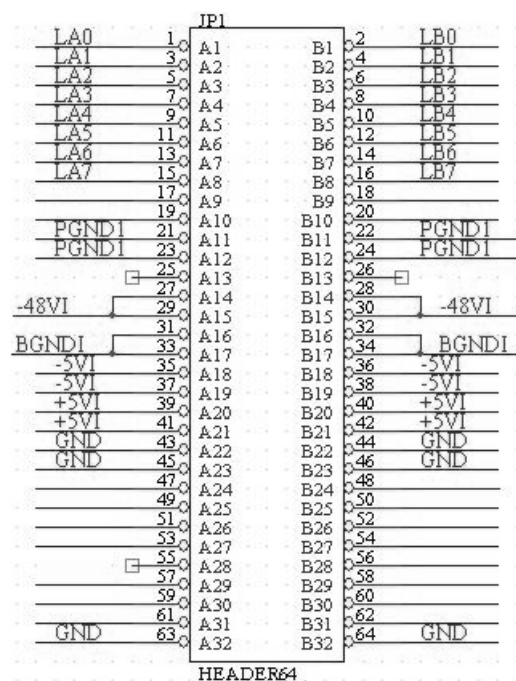 JP1
LA0 1 A1 B1 2 LB0
LA1 3 A2 B2 4 LB1
LA2 5 A3 B3 6 LB2
LA3 7 A4 B4 8 LB3
LA4 9 A5 B5 10 LB4
LA5 11 A6 B6 12 LB5
LA6 13 A7 B7 14 LB6
LA7 15 A8 B8 16 LB7
17 A9 B9 18
19 A10 B10 20
PGND1 21 A11 B11 22 PGND1
PGND1 23 A12 B12 24 PGND1
25 A13 B13 26
27 A14 B14 28
-48VI 29 A15 B15 30 -48VI
31 A16 B16 32
BGNDI 33 A17 B17 34 BGNDI
-5VI 35 A18 B18 36 -5VI
-5VI 37 A19 B19 38 -5VI
+5VI 39 A20 B20 40 +5VI
+5VI 41 A21 B21 42 +5VI
GND 43 A22 B22 44 GND
GND 45 A23 B23 46 GND
47 A24 B24 48
49 A25 B25 50
51 A26 B26 52
53 A27 B27 54
55 A28 B28 56
57 A29 B29 58
59 A30 B30 60
61 A31 B31 62
GND 63 A32 B32 64 GND
HEADER64